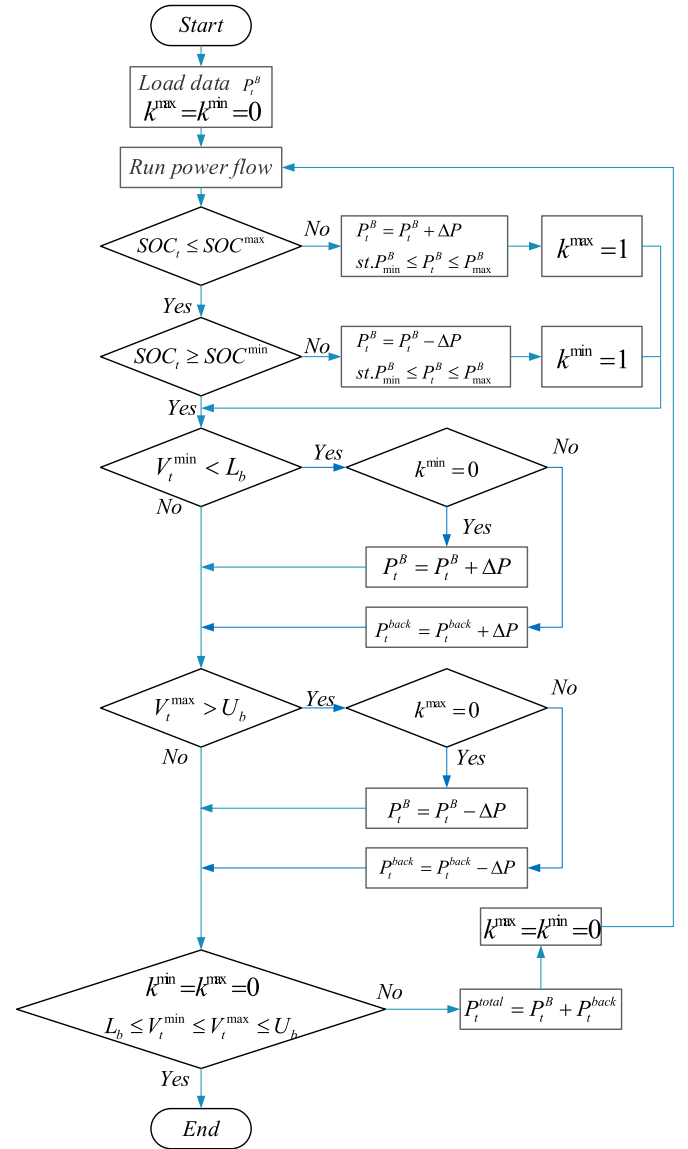 Start
Load data P_t^B
k^max=k^min=0
Run power flow
SOC_t ≤ SOC^max
No
P_t^B = P_t^B + ΔP
st.P_min^B ≤ P_t^B ≤ P_max^B
k^max=1
Yes
SOC_t ≥ SOC^min
No
P_t^B = P_t^B − ΔP
st.P_min^B ≤ P_t^B ≤ P_max^B
k^min=1
Yes
V_t^min < L_b
Yes
k^min=0
No
No
Yes
P_t^B = P_t^B + ΔP
P_t^back = P_t^back + ΔP
V_t^max > U_b
Yes
k^max=0
No
No
Yes
P_t^B = P_t^B − ΔP
P_t^back = P_t^back − ΔP
k^max=k^min=0
k^min=k^max=0
L_b ≤ V_t^min ≤ V_t^max ≤ U_b
No
P_t^total = P_t^B + P_t^back
Yes
End